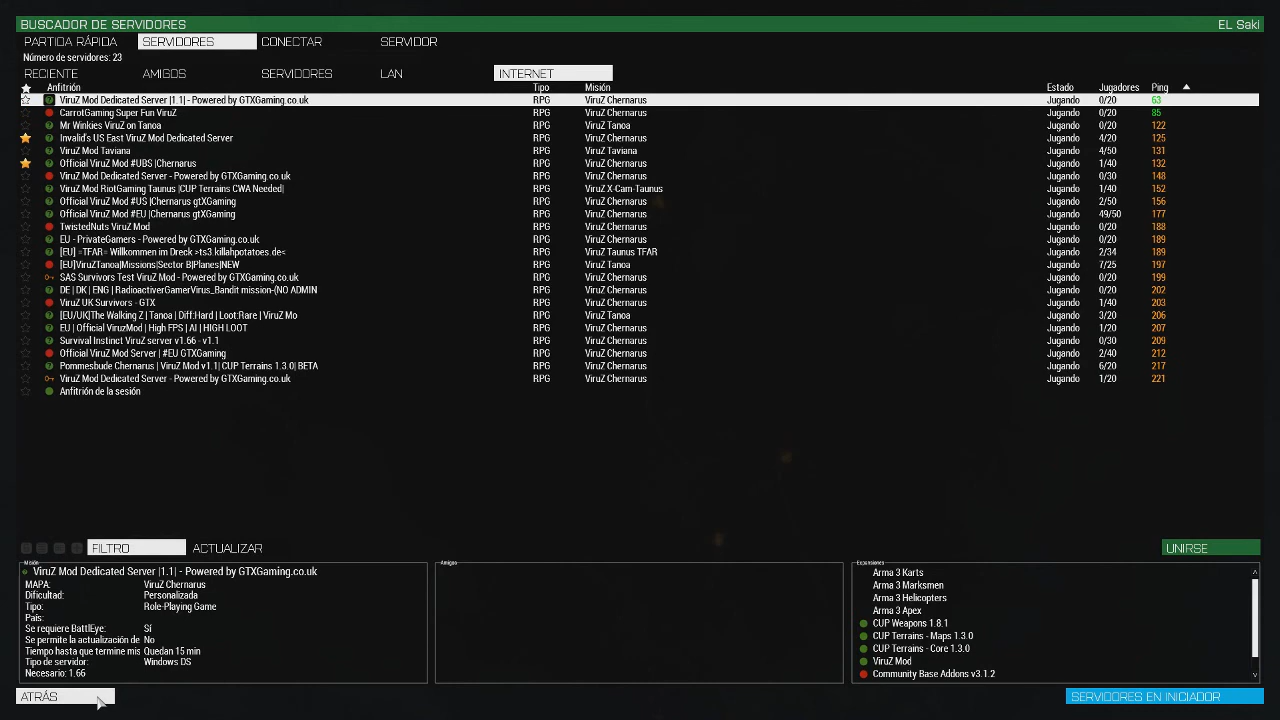 BUSCADOR DE SERVIDORES EL Saki
PARTIDA RÁPIDA SERVIDORES CONECTAR SERVIDOR
Número de servidores: 23
RECIENTE AMIGOS SERVIDORES LAN INTERNET
Anfitrión Tipo Misión Estado Jugadores Ping
ViruZ Mod Dedicated Server |1.1| - Powered by GTXGaming.co.uk RPG ViruZ Chernarus Jugando 0/20 63
CarrotGaming Super Fun ViruZ RPG ViruZ Chernarus Jugando 0/20 85
Mr Winkies ViruZ on Tanoa RPG ViruZ Tanoa Jugando 0/20 122
Invalid's US East ViruZ Mod Dedicated Server RPG ViruZ Chernarus Jugando 4/20 125
ViruZ Mod Taviana RPG ViruZ Taviana Jugando 4/50 131
Official ViruZ Mod #UBS |Chernarus RPG ViruZ Chernarus Jugando 1/40 132
ViruZ Mod Dedicated Server - Powered by GTXGaming.co.uk RPG ViruZ Chernarus Jugando 0/30 148
ViruZ Mod RiotGaming Taunus |CUP Terrains CWA Needed| RPG ViruZ X-Cam-Taunus Jugando 1/40 152
Official ViruZ Mod #US |Chernarus gtXGaming RPG ViruZ Chernarus Jugando 2/50 156
Official ViruZ Mod #EU |Chernarus gtXGaming RPG ViruZ Chernarus Jugando 49/50 177
TwistedNuts ViruZ Mod RPG ViruZ Chernarus Jugando 0/20 188
EU - PrivateGamers - Powered by GTXGaming.co.uk RPG ViruZ Chernarus Jugando 0/20 189
[EU] =TFAR= Willkommen im Dreck >ts3.killahpotatoes.de< RPG ViruZ Taunus TFAR Jugando 2/34 189
[EU]ViruZTanoa|Missions|Sector B|Planes|NEW RPG ViruZ Tanoa Jugando 7/25 197
SAS Survivors Test ViruZ Mod - Powered by GTXGaming.co.uk RPG ViruZ Chernarus Jugando 0/20 199
DE | DK | ENG | RadioactiverGamerVirus_Bandit mission-(NO ADMIN RPG ViruZ Chernarus Jugando 0/20 202
ViruZ UK Survivors - GTX RPG ViruZ Chernarus Jugando 1/40 203
[EU/UK]The Walking Z | Tanoa | Diff:Hard | Loot:Rare | ViruZ Mo RPG ViruZ Tanoa Jugando 3/20 206
EU | Official ViruzMod | High FPS | AI | HIGH LOOT RPG ViruZ Chernarus Jugando 1/20 207
Survival Instinct ViruZ server v1.66 - v1.1 RPG ViruZ Chernarus Jugando 0/30 209
Official ViruZ Mod Server | #EU GTXGaming RPG ViruZ Chernarus Jugando 2/40 212
Pommesbude Chernarus | ViruZ Mod v1.1| CUP Terrains 1.3.0| BETA RPG ViruZ Chernarus Jugando 6/20 217
ViruZ Mod Dedicated Server - Powered by GTXGaming.co.uk RPG ViruZ Chernarus Jugando 1/20 221
Anfitrión de la sesión
FILTRO ACTUALIZAR UNIRSE
Misión
ViruZ Mod Dedicated Server |1.1| - Powered by GTXGaming.co.uk
MAPA: ViruZ Chernarus
Dificultad: Personalizada
Tipo: Role-Playing Game
País:
Se requiere BattlEye: Sí
Se permite la actualización de No
Tiempo hasta que termine mis Quedan 15 min
Tipo de servidor: Windows DS
Necesario: 1.66
Amigos
Expansiones
Arma 3 Karts
Arma 3 Marksmen
Arma 3 Helicopters
Arma 3 Apex
CUP Weapons 1.8.1
CUP Terrains - Maps 1.3.0
CUP Terrains - Core 1.3.0
ViruZ Mod
Community Base Addons v3.1.2
ATRÁS SERVIDORES EN INICIADOR